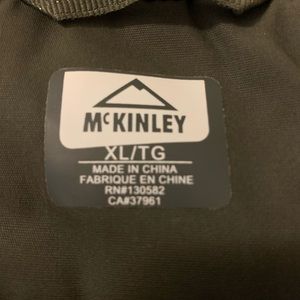 McKINLEY
XL/TG
MADE IN CHINA
FABRIQUE EN CHINE
RN#130582
CA#37961